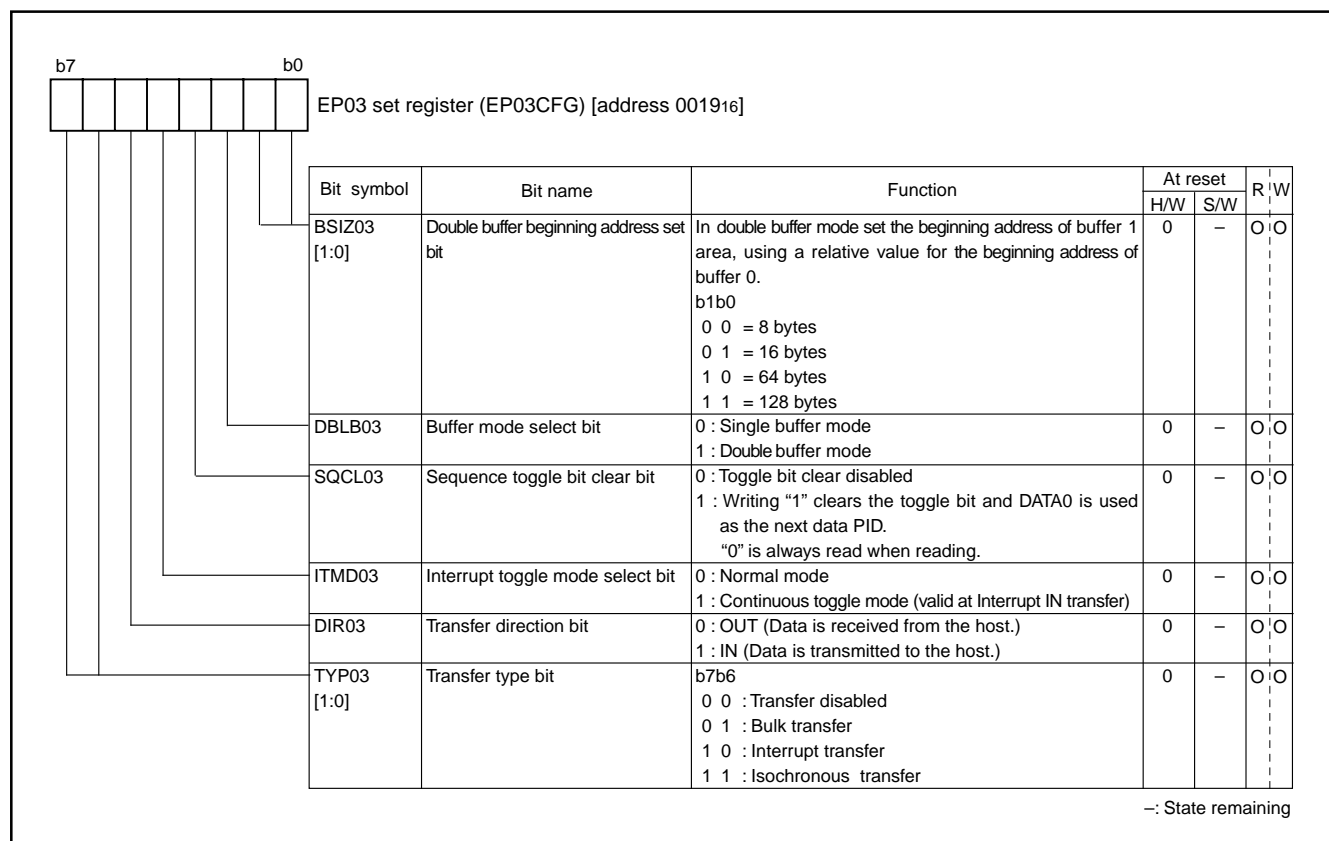 b7 b0
EP03 set register (EP03CFG) [address 001916]
Bit symbol Bit name Function At reset R W
H/W S/W
BSIZ03 Double buffer beginning address set In double buffer mode set the beginning address of buffer 1 0 – O O
[1:0] bit area, using a relative value for the beginning address of
buffer 0.
b1b0
0 0 = 8 bytes
0 1 = 16 bytes
1 0 = 64 bytes
1 1 = 128 bytes
DBLB03 Buffer mode select bit 0 : Single buffer mode 0 – O O
1 : Double buffer mode
SQCL03 Sequence toggle bit clear bit 0 : Toggle bit clear disabled 0 – O O
1 : Writing “1” clears the toggle bit and DATA0 is used
as the next data PID.
“0” is always read when reading.
ITMD03 Interrupt toggle mode select bit 0 : Normal mode 0 – O O
1 : Continuous toggle mode (valid at Interrupt IN transfer)
DIR03 Transfer direction bit 0 : OUT (Data is received from the host.) 0 – O O
1 : IN (Data is transmitted to the host.)
TYP03 Transfer type bit b7b6 0 – O O
[1:0] 0 0 : Transfer disabled
0 1 : Bulk transfer
1 0 : Interrupt transfer
1 1 : Isochronous transfer
–: State remaining